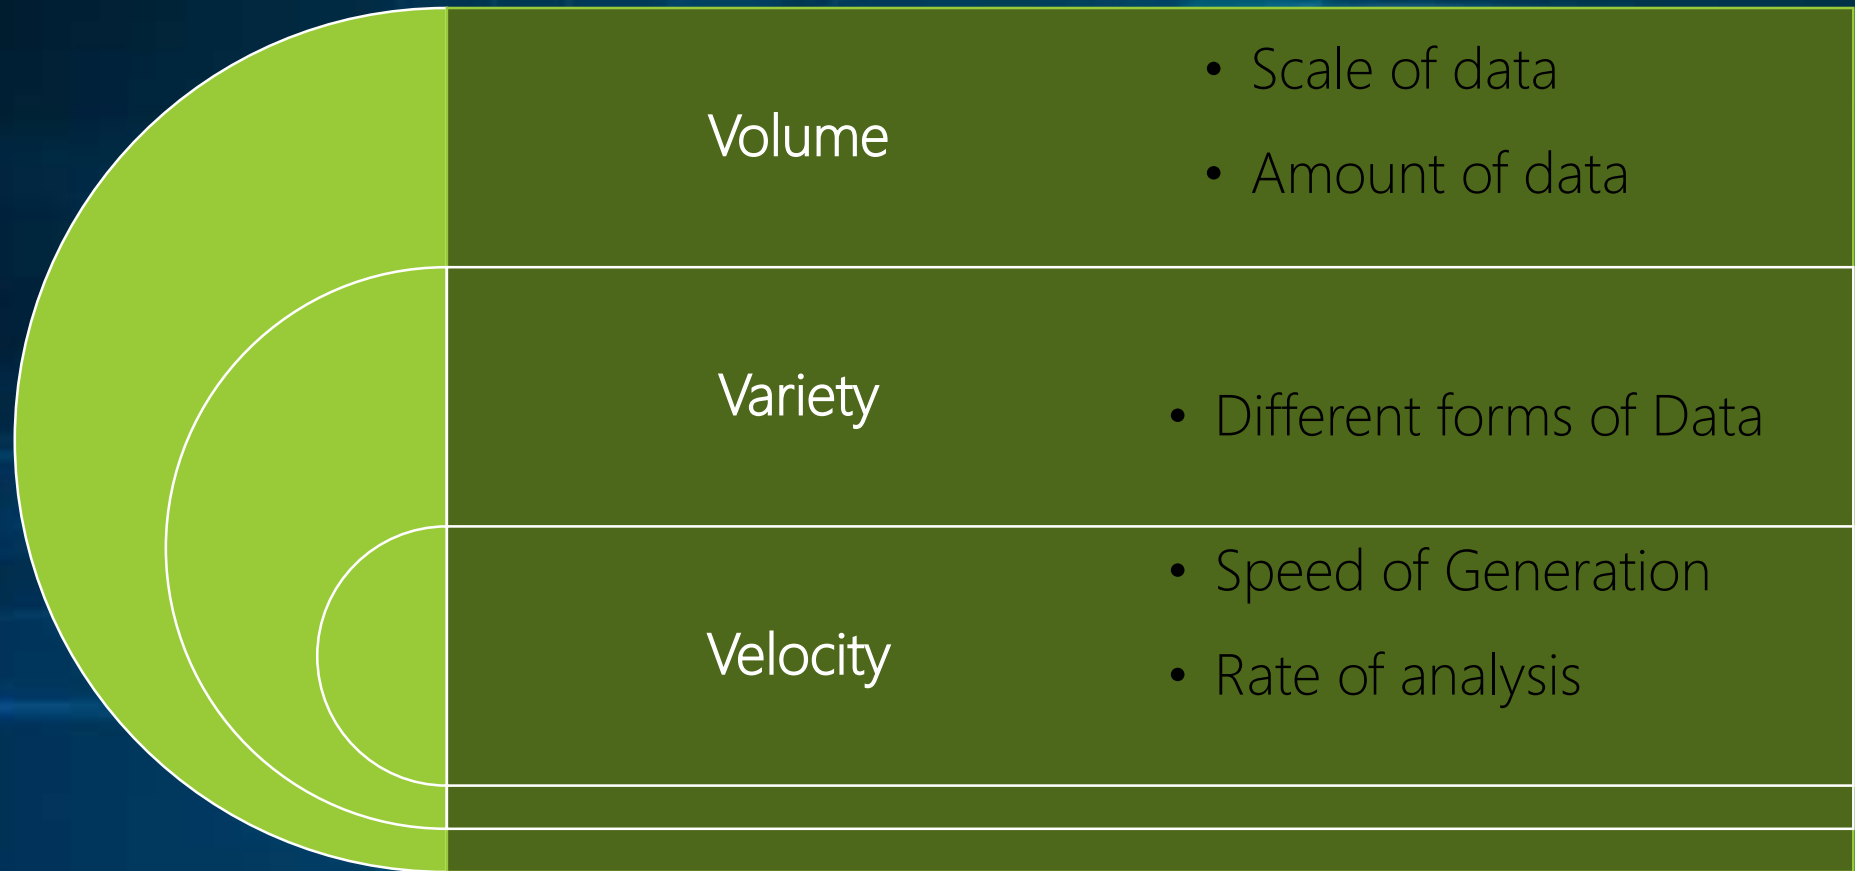 Volume
• Scale of data
• Amount of data
Variety
• Different forms of Data
Velocity
• Speed of Generation
• Rate of analysis